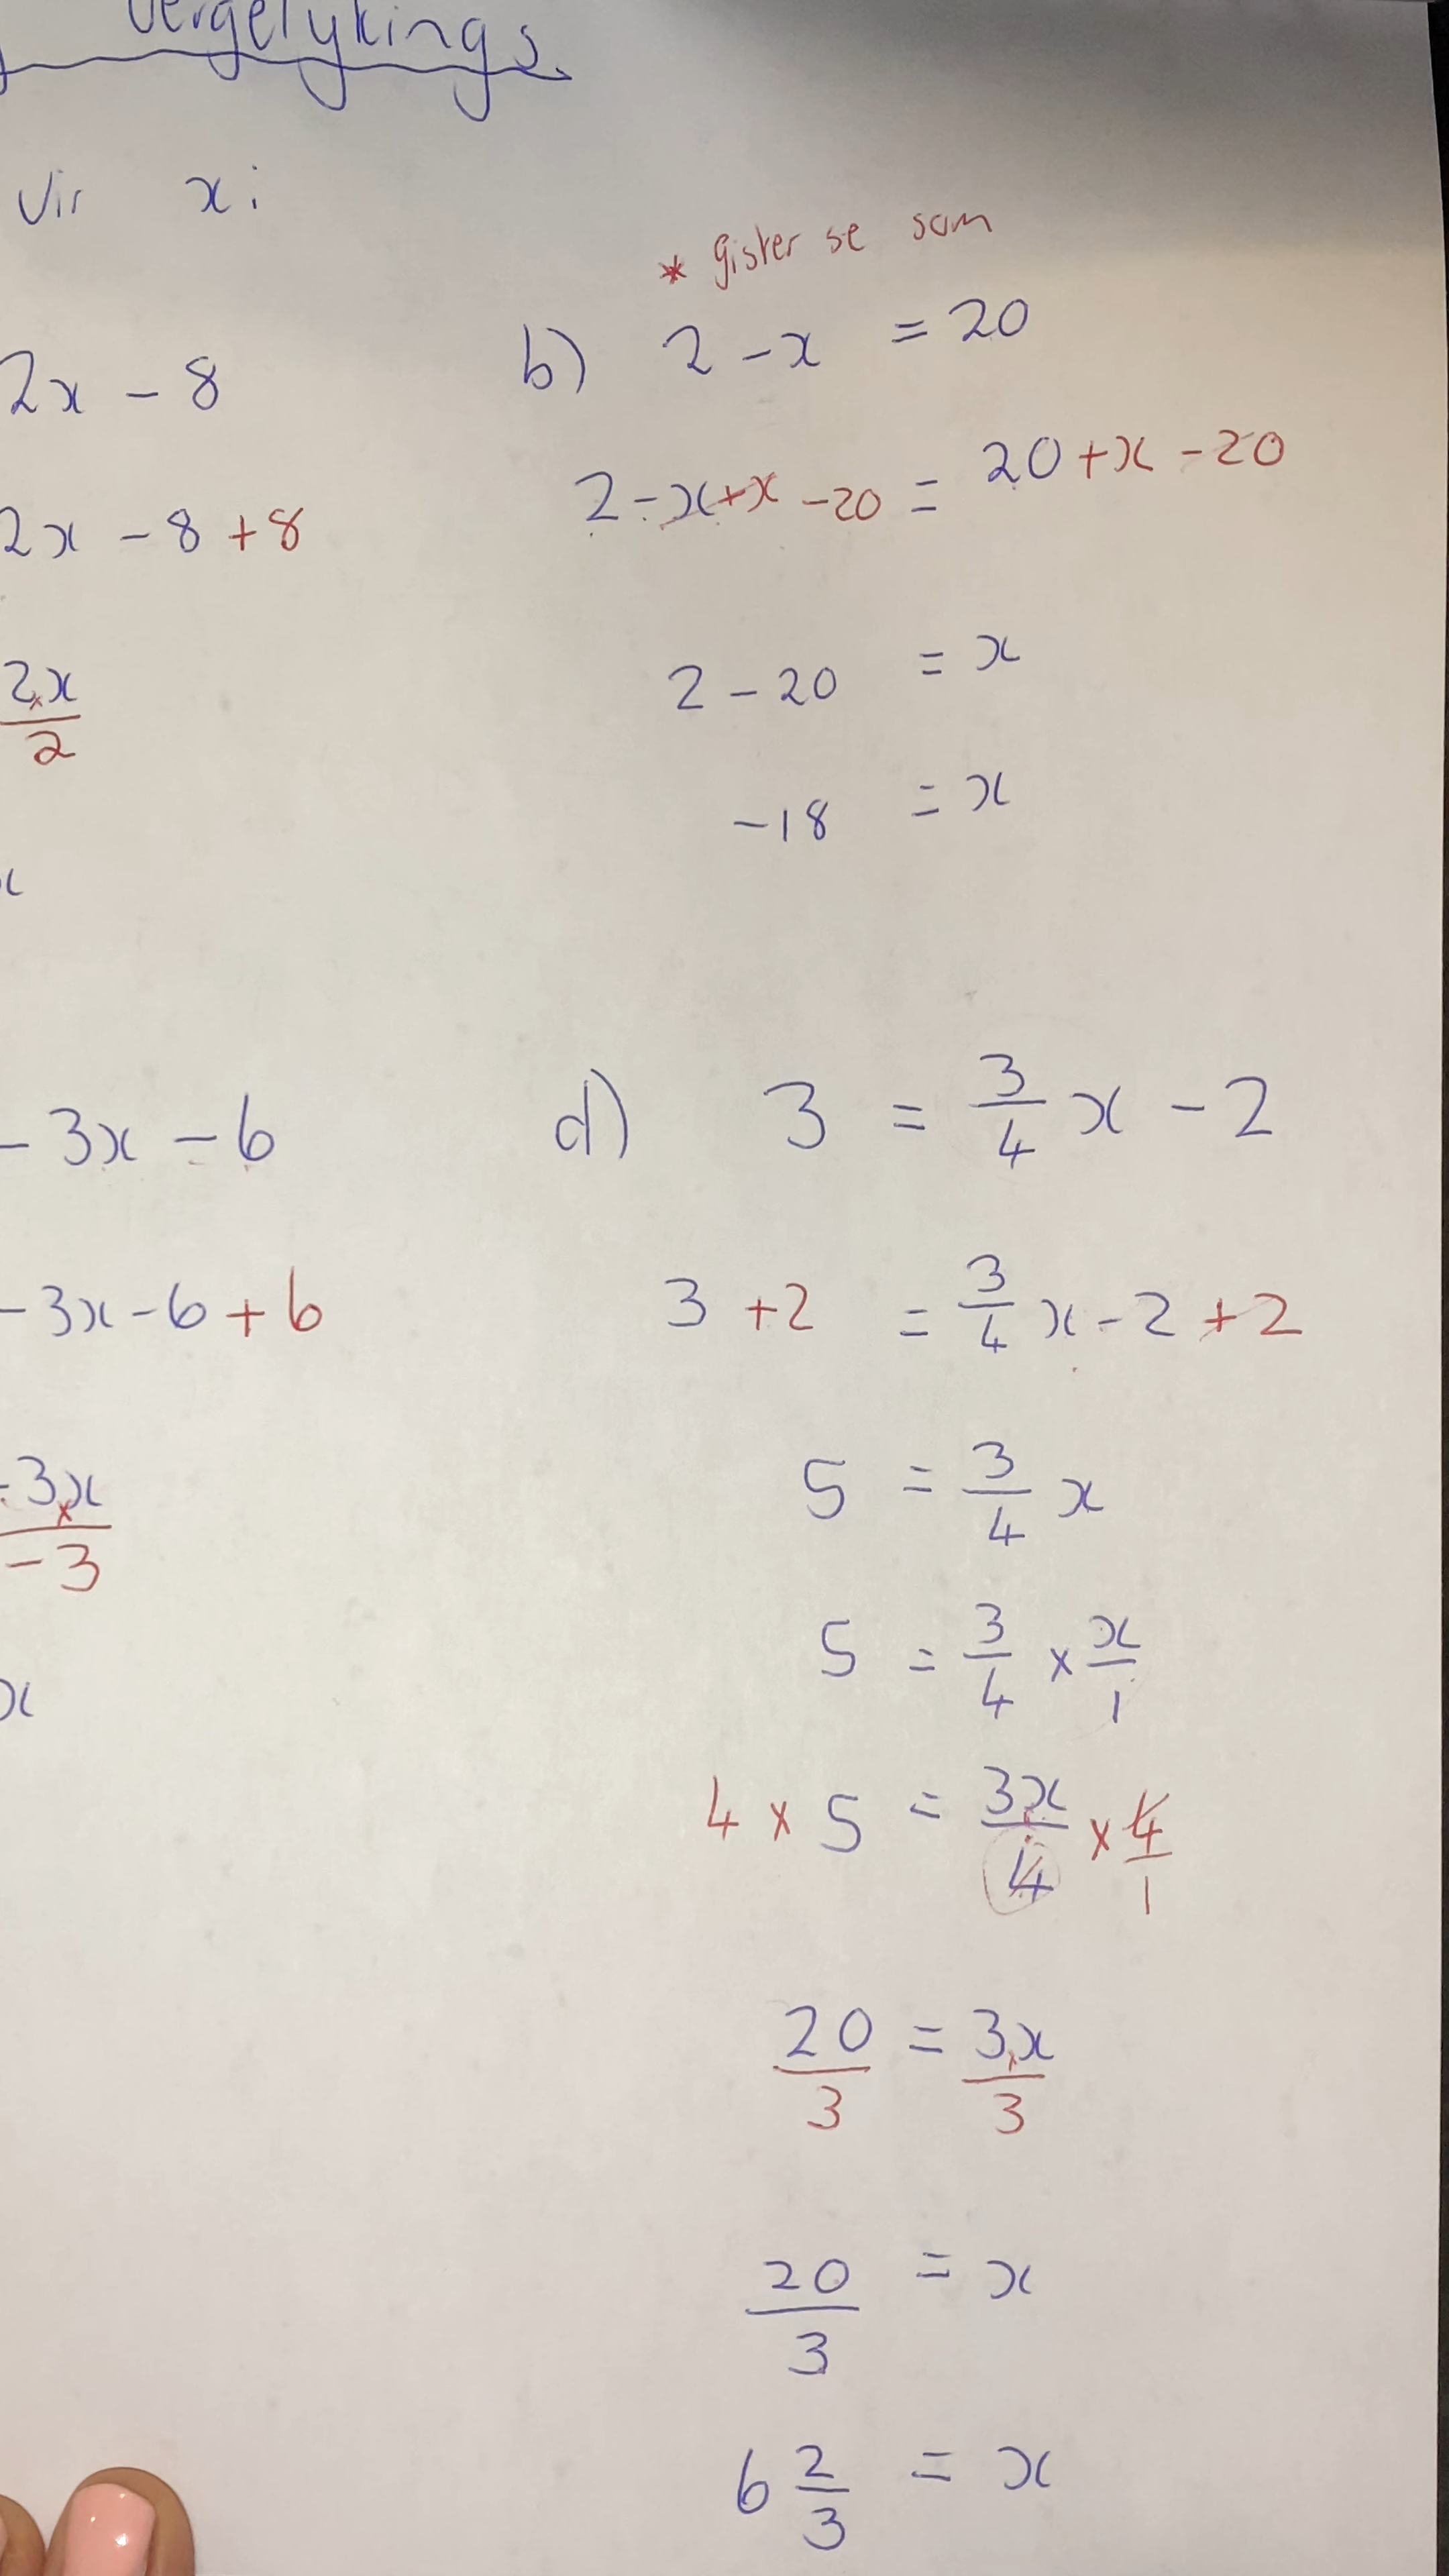 vergelykings
vir x:
2x - 8
2x - 8 + 8
2x
2
x
* gister se som
b) 2 - x = 20
2 - x + x - 20 = 20 + x - 20
2 - 20 = x
-18 = x
- 3x - 6
- 3x - 6 + 6
-3x
-3
x
d) 3 = 3/4 x - 2
3 + 2 = 3/4 x - 2 + 2
5 = 3/4 x
5 = 3/4 × x/1
4 × 5 = 3x/4 × 4/1
20/3 = 3x/3
20/3 = x
6 2/3 = x